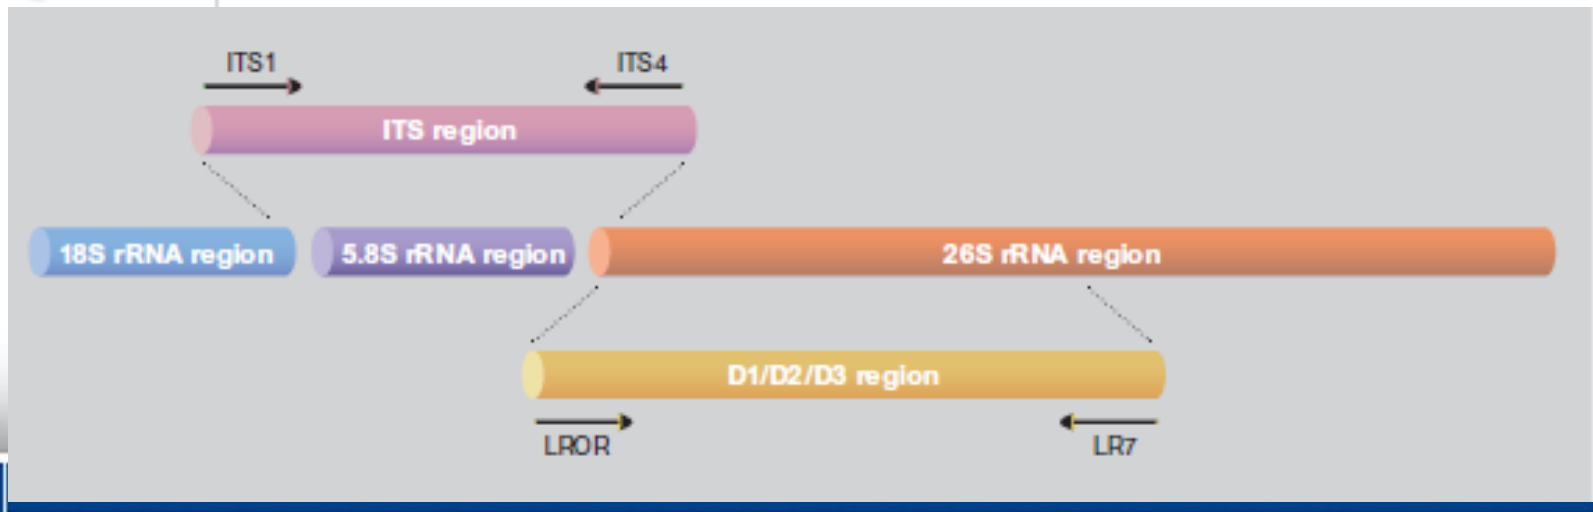 ITS1
ITS4
ITS region
18S rRNA region
5.8S rRNA region
26S rRNA region
D1/D2/D3 region
LROR
LR7